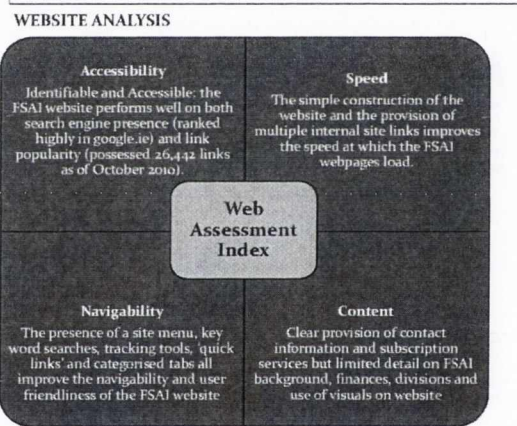 WEBSITE ANALYSIS
Accessibility
Identifiable and Accessible: the
FSAI website performs well on both
search engine presence (ranked
highly in google.ie) and link
popularity (possessed 26,442 links
as of October 2010).
Speed
The simple construction of the
website and the provision of
multiple internal site links improves
the speed at which the FSAI
webpages load.
Web
Assessment
Index
Navigability
The presence of a site menu, key
word searches, tracking tools, 'quick
links' and categorised tabs all
improve the navigability and user
friendliness of the FSAI website
Content
Clear provision of contact
information and subscription
services but limited detail on FSAI
background, finances, divisions and
use of visuals on website